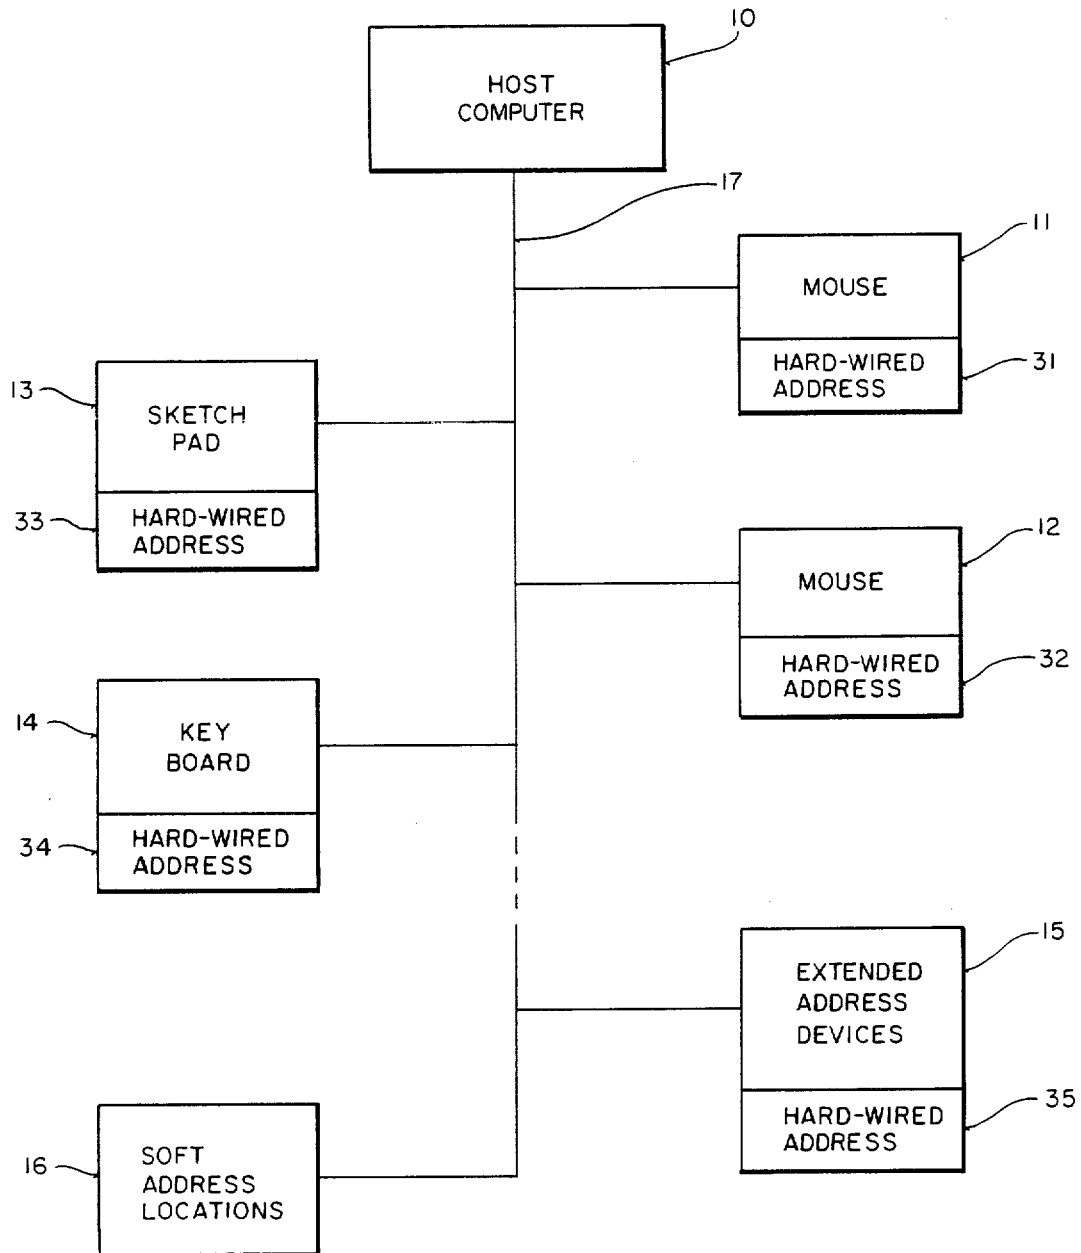 10
HOST
COMPUTER
17
11
MOUSE
HARD-WIRED
ADDRESS
31
13
SKETCH
PAD
33
HARD-WIRED
ADDRESS
12
MOUSE
HARD-WIRED
ADDRESS
32
14
KEY
BOARD
34
HARD-WIRED
ADDRESS
15
EXTENDED
ADDRESS
DEVICES
HARD-WIRED
ADDRESS
35
16
SOFT
ADDRESS
LOCATIONS